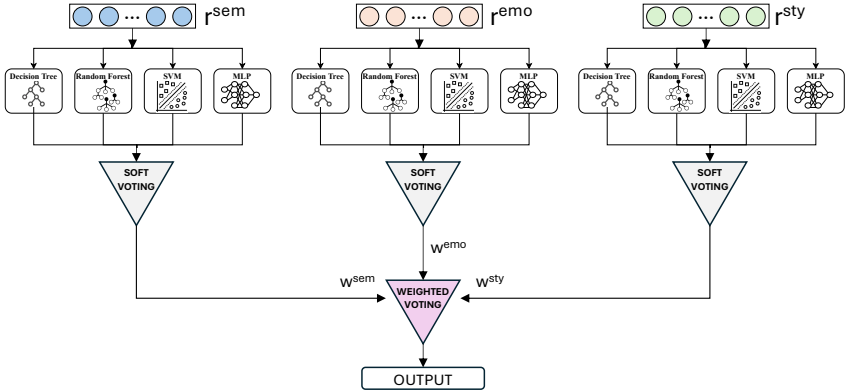 ... r^sem
... r^emo
... r^sty
Decision Tree Random Forest SVM MLP
Decision Tree Random Forest SVM MLP
Decision Tree Random Forest SVM MLP
SOFT
VOTING
SOFT
VOTING
SOFT
VOTING
w^emo
w^sem
w^sty
WEIGHTED
VOTING
OUTPUT